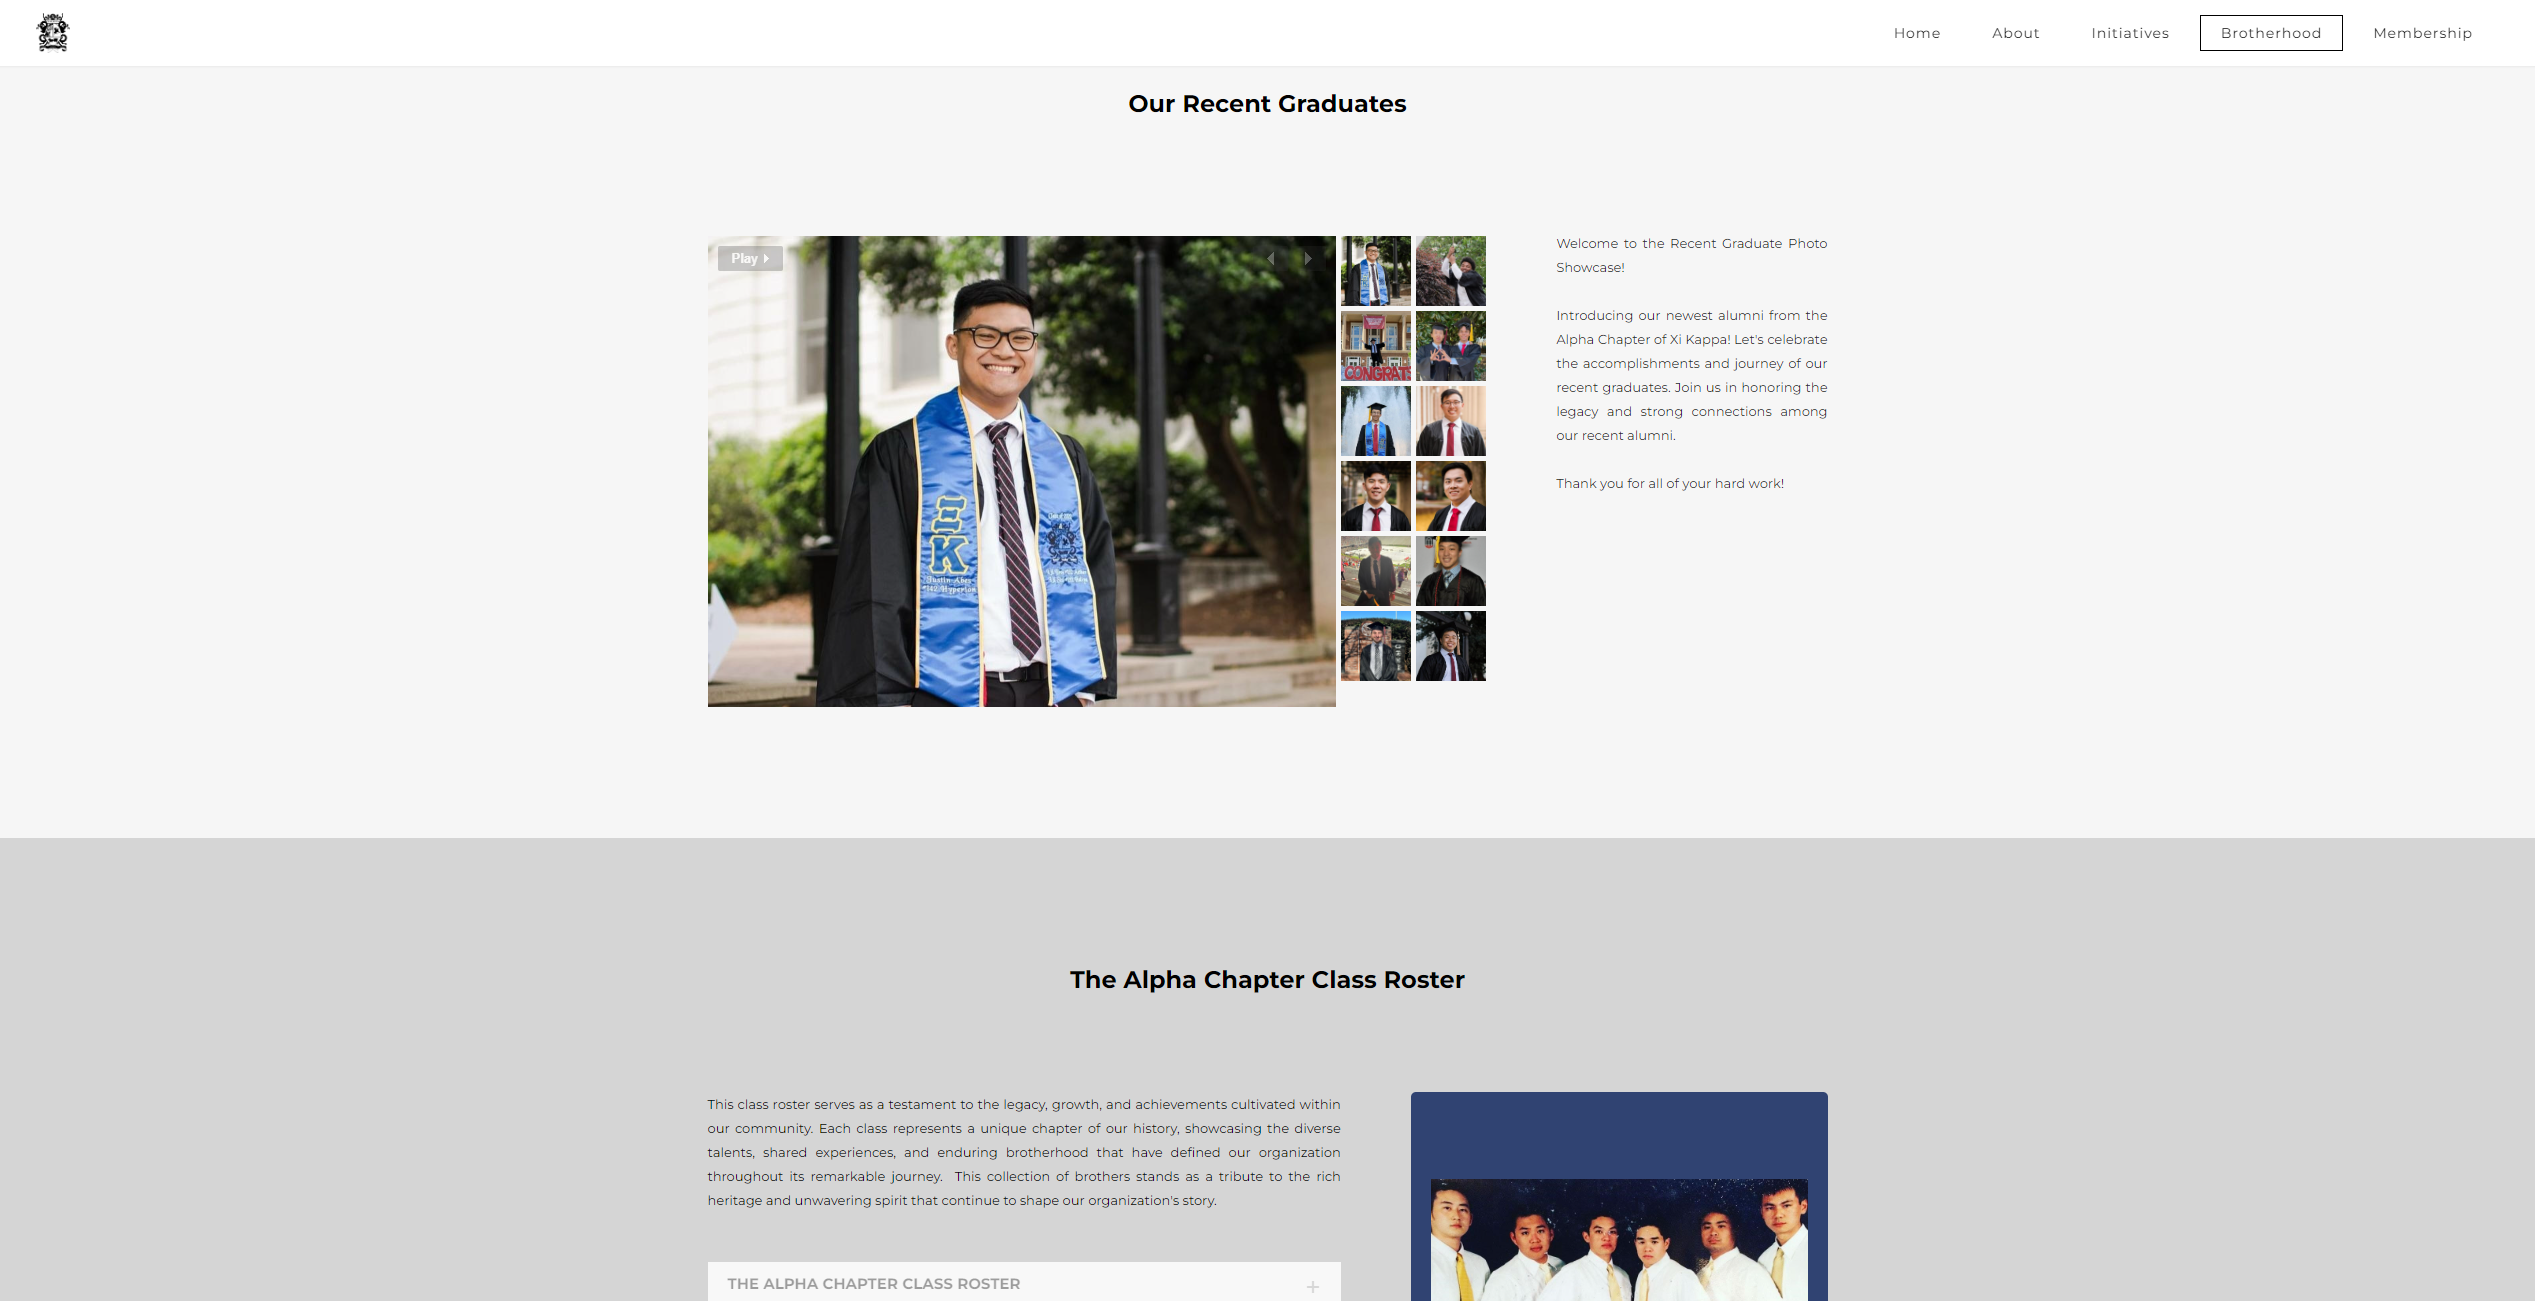 Home About Initiatives Brotherhood Membership
Our Recent Graduates
Play
ΞΚ
CONGRATS
Welcome to the Recent Graduate Photo
Showcase!
Introducing our newest alumni from the
Alpha Chapter of Xi Kappa! Let's celebrate
the accomplishments and journey of our
recent graduates. Join us in honoring the
legacy and strong connections among
our recent alumni.
Thank you for all of your hard work!
The Alpha Chapter Class Roster
This class roster serves as a testament to the legacy, growth, and achievements cultivated within
our community. Each class represents a unique chapter of our history, showcasing the diverse
talents, shared experiences, and enduring brotherhood that have defined our organization
throughout its remarkable journey. This collection of brothers stands as a tribute to the rich
heritage and unwavering spirit that continue to shape our organization's story.
THE ALPHA CHAPTER CLASS ROSTER +